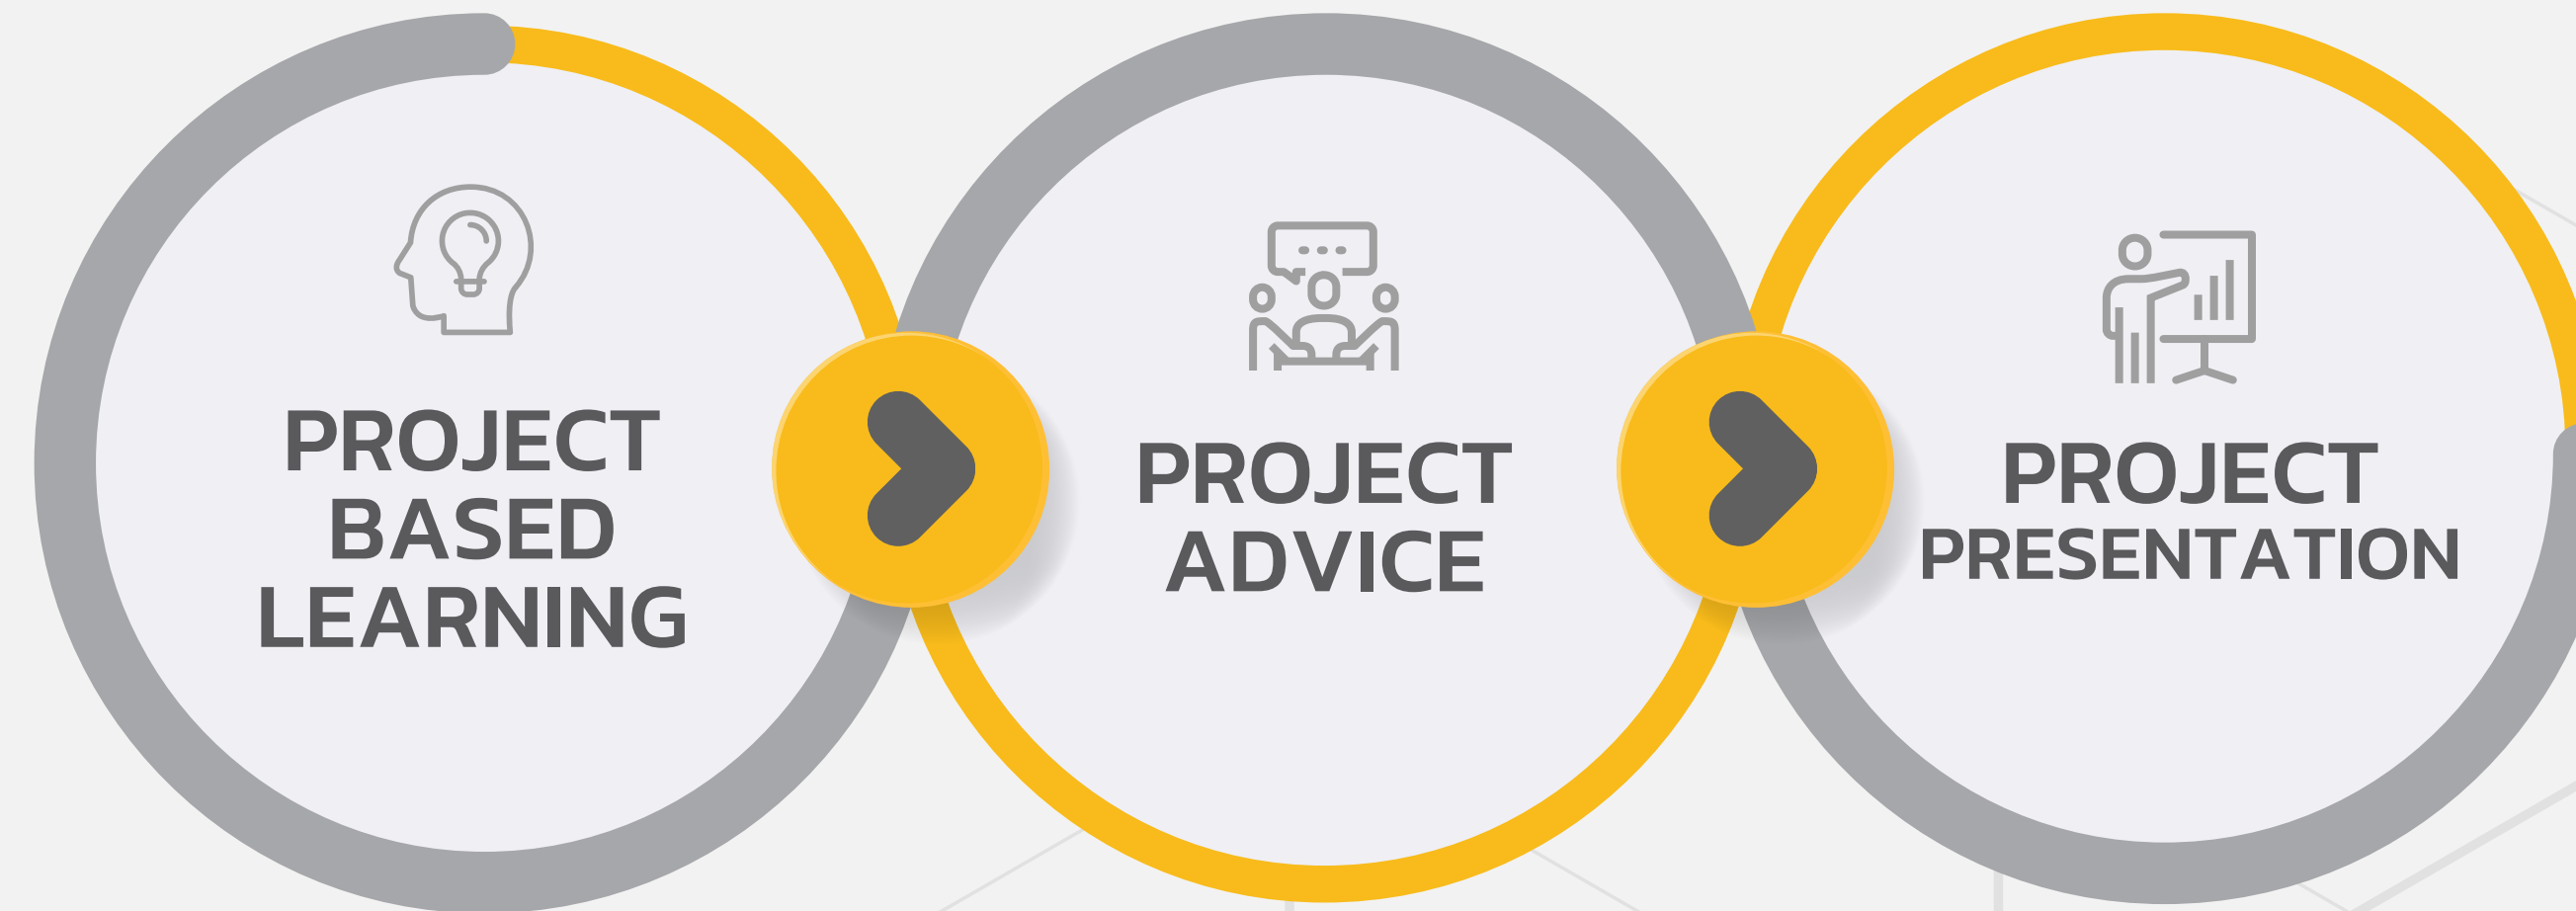 PROJECT
BASED
LEARNING
PROJECT
ADVICE
PROJECT
PRESENTATION